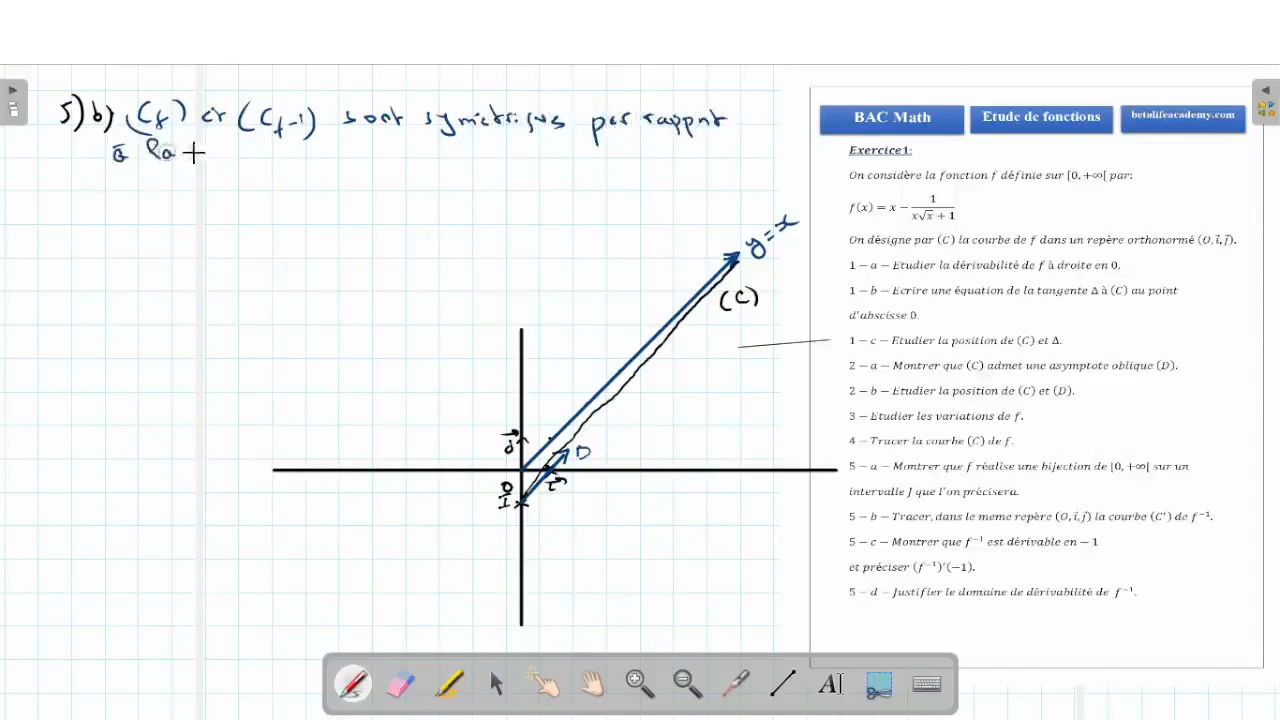 5) b) (Cf) et (Cf-1) sont symétriques par rapport
à la
y = x
(C)
j
D
O
I
i
BAC Math
Etude de fonctions
betalifeacademy.com
Exercice1:
On considère la fonction f définie sur [0, +∞[ par:
f(x) = x − 1 / x√x + 1
On désigne par (C) la courbe de f dans un repère orthonormé (O, i, j).
1 − a − Etudier la dérivabilité de f à droite en 0.
1 − b − Ecrire une équation de la tangente Δ à (C) au point
d'abscisse 0.
1 − c − Etudier la position de (C) et Δ.
2 − a − Montrer que (C) admet une asymptote oblique (D).
2 − b − Etudier la position de (C) et (D).
3 − Etudier les variations de f.
4 − Tracer la courbe (C) de f.
5 − a − Montrer que f réalise une bijection de [0, +∞[ sur un
intervalle J que l'on précisera.
5 − b − Tracer, dans le meme repère (O, i, j) la courbe (C') de f⁻¹.
5 − c − Montrer que f⁻¹ est dérivable en − 1
et préciser (f⁻¹)'(−1).
5 − d − Justifier le domaine de dérivabilité de f⁻¹.